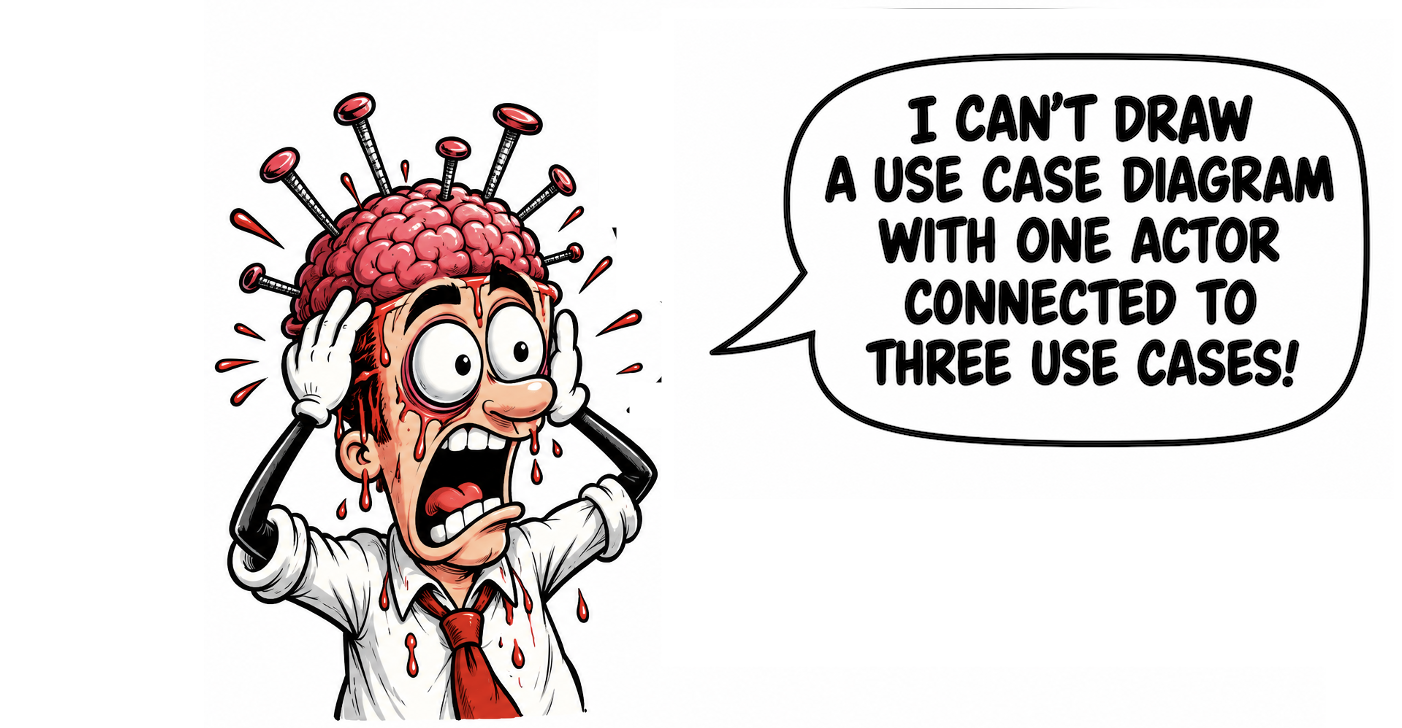 I CAN'T DRAW
A USE CASE DIAGRAM
WITH ONE ACTOR
CONNECTED TO
THREE USE CASES!